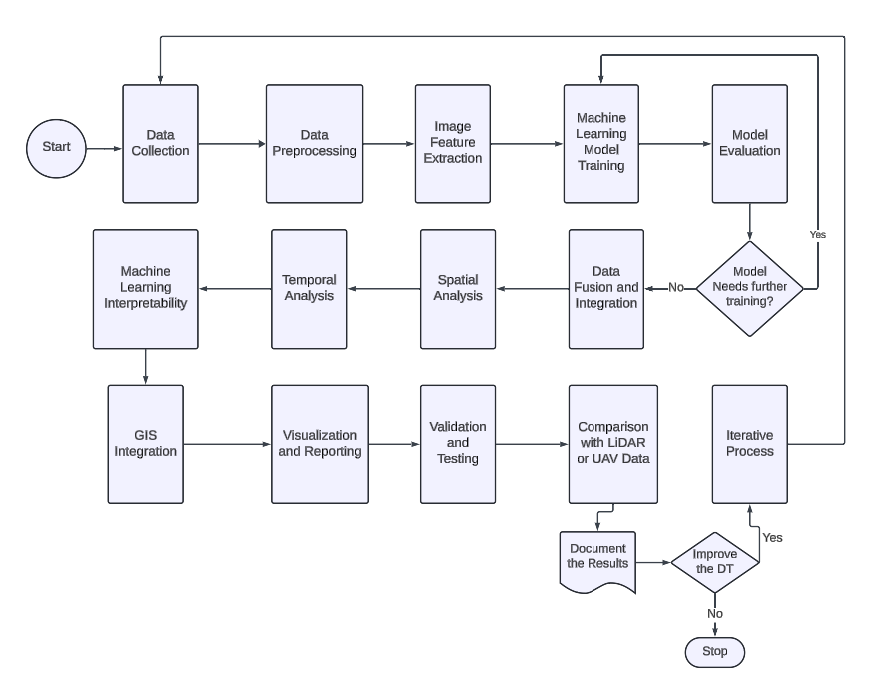 Start
Data
Collection
Data
Preprocessing
Image
Feature
Extraction
Machine
Learning
Model
Training
Model
Evaluation
Yes
Machine
Learning
Interpretability
Temporal
Analysis
Spatial
Analysis
Data
Fusion and
Integration
No
Model
Needs further
training?
GIS
Integration
Visualization
and Reporting
Validation
and
Testing
Comparison
with LiDAR
or UAV Data
Iterative
Process
Document
the Results
Improve
the DT
Yes
No
Stop